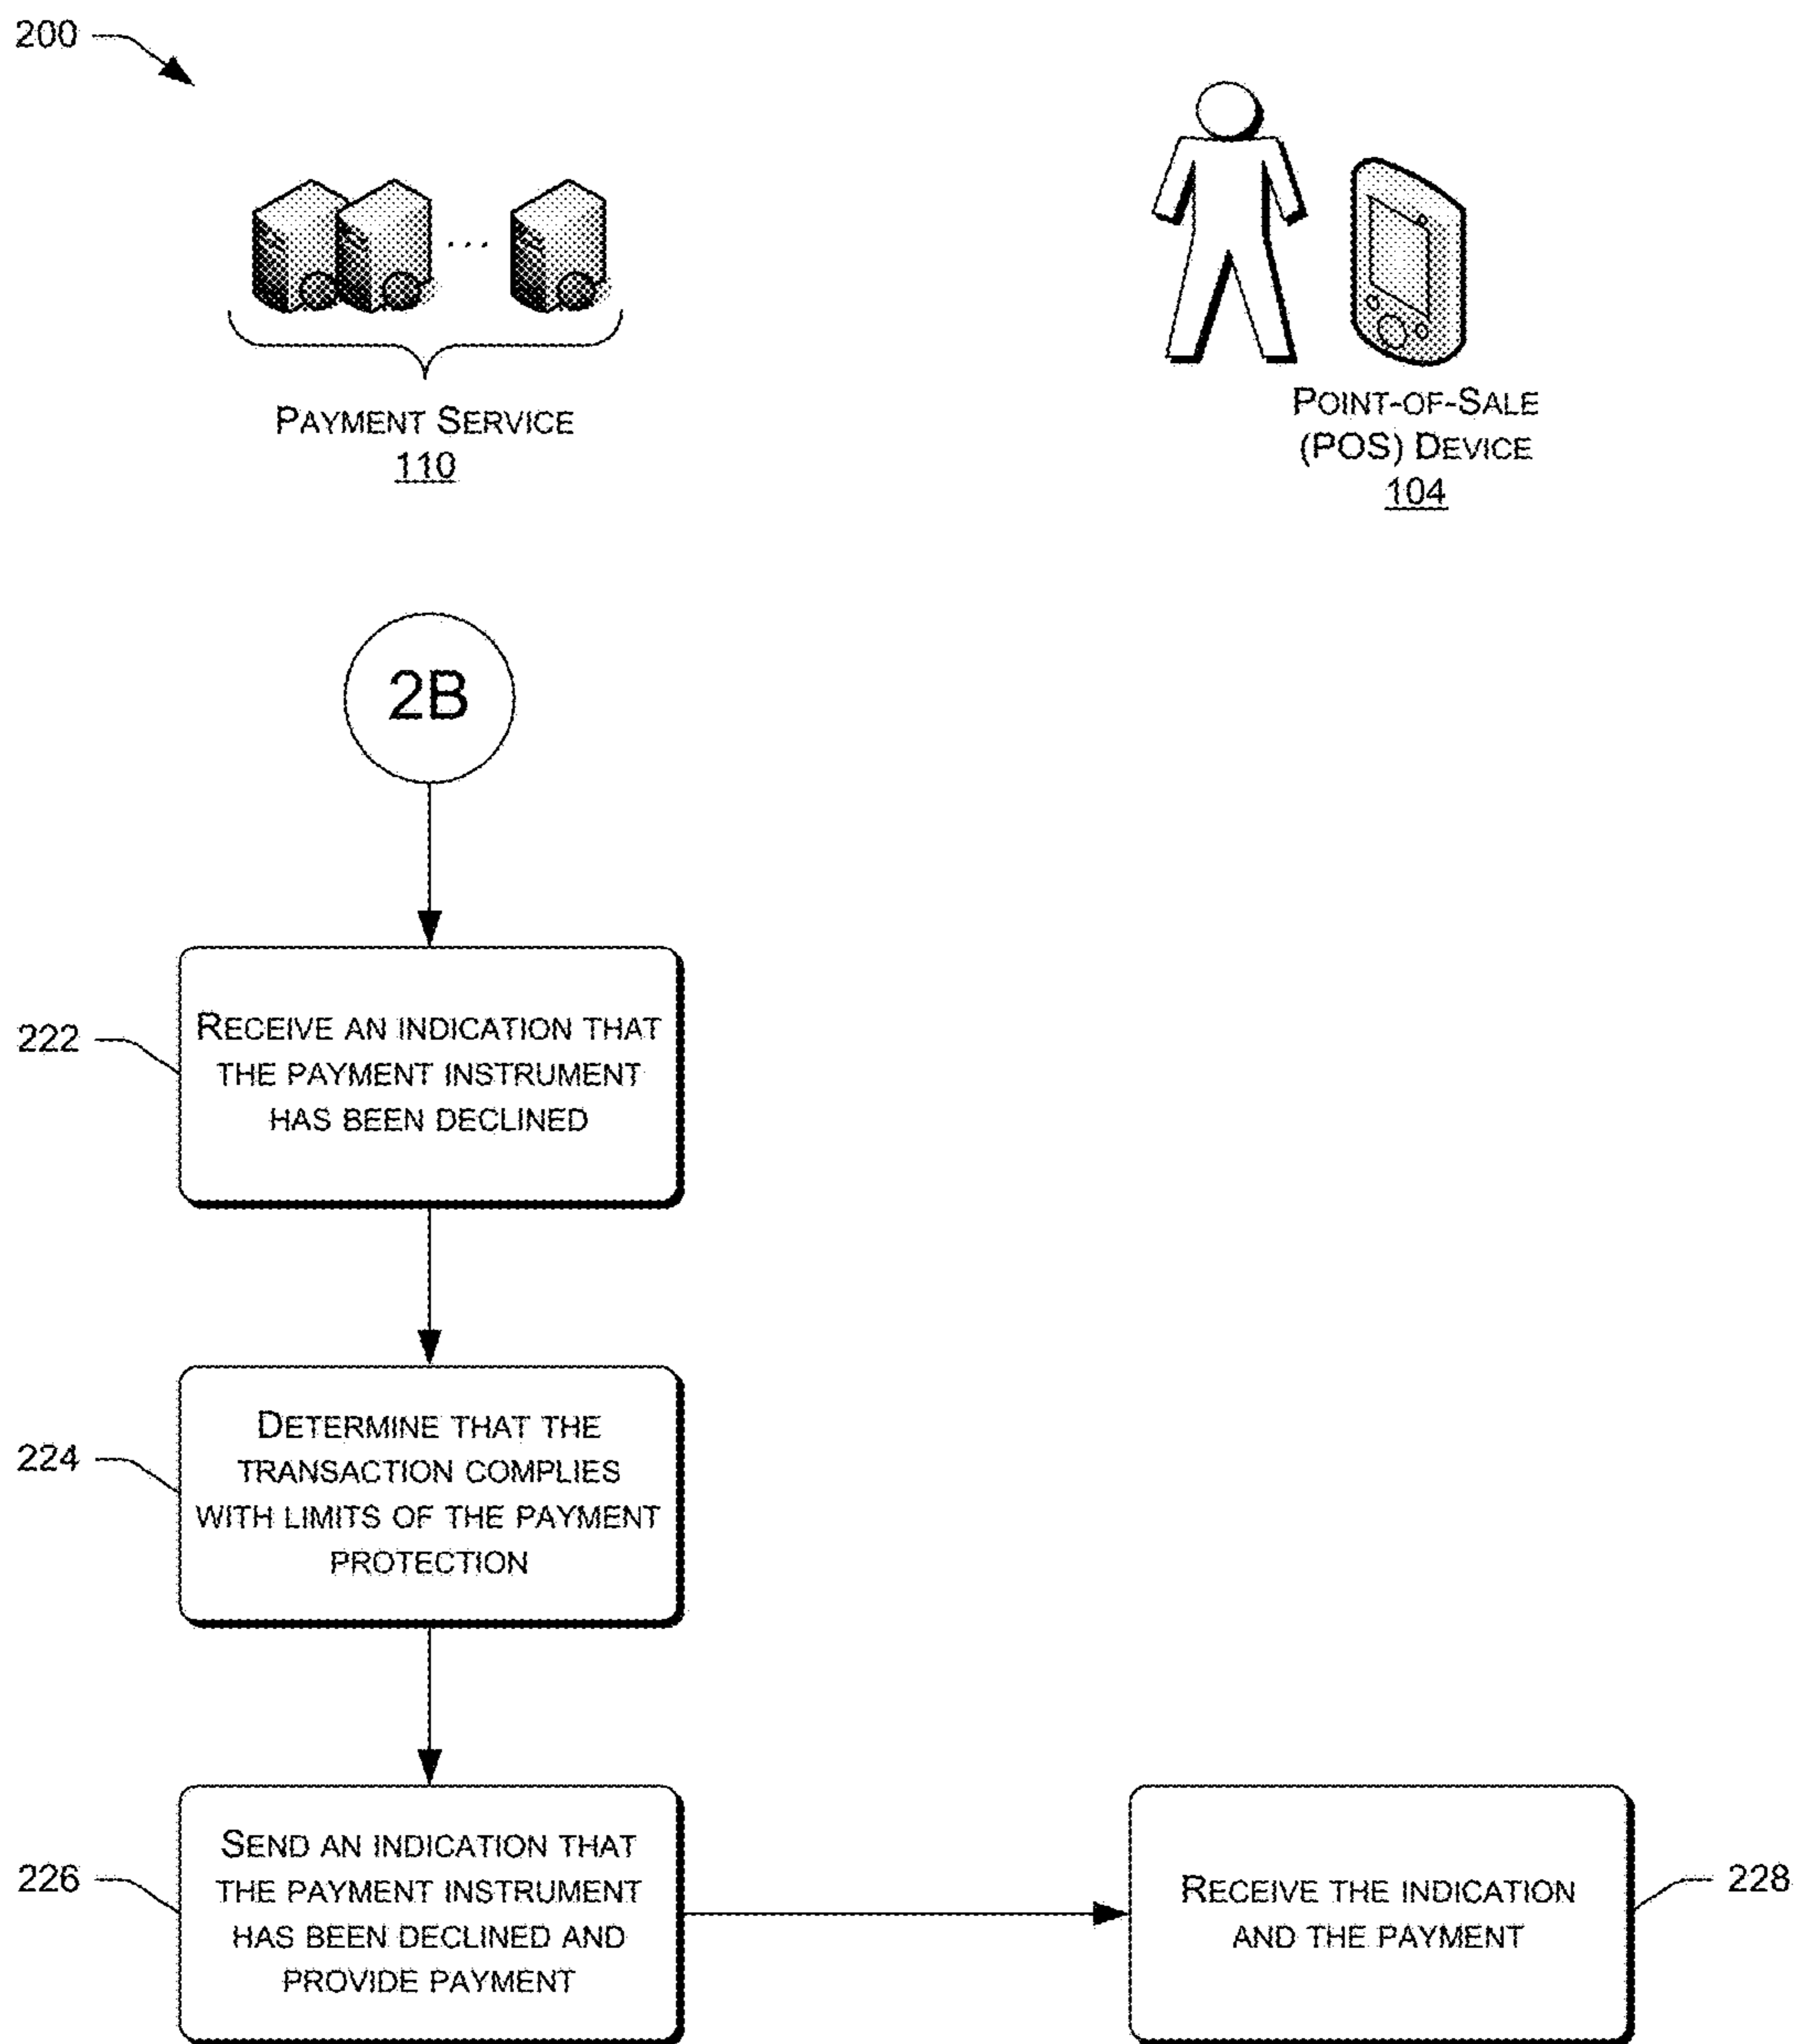 200
PAYMENT SERVICE
110
POINT-OF-SALE
(POS) DEVICE
104
2B
222
RECEIVE AN INDICATION THAT
THE PAYMENT INSTRUMENT
HAS BEEN DECLINED
224
DETERMINE THAT THE
TRANSACTION COMPLIES
WITH LIMITS OF THE PAYMENT
PROTECTION
226
SEND AN INDICATION THAT
THE PAYMENT INSTRUMENT
HAS BEEN DECLINED AND
PROVIDE PAYMENT
RECEIVE THE INDICATION
AND THE PAYMENT
228